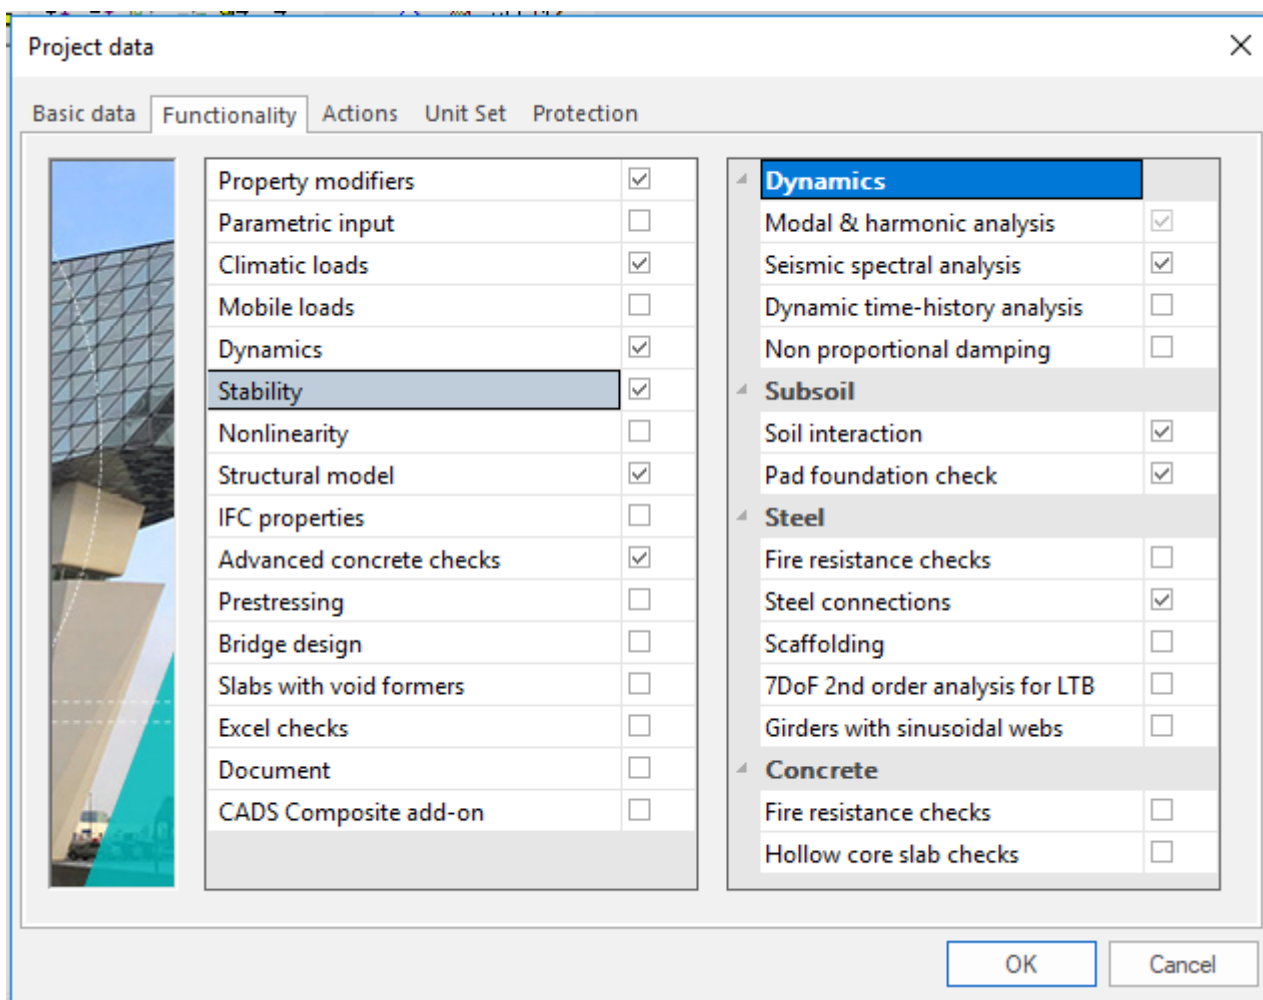 Project data
Basic data Functionality Actions Unit Set Protection
Property modifiers
Parametric input
Climatic loads
Mobile loads
Dynamics
Stability
Nonlinearity
Structural model
IFC properties
Advanced concrete checks
Prestressing
Bridge design
Slabs with void formers
Excel checks
Document
CADS Composite add-on
Dynamics
Modal & harmonic analysis
Seismic spectral analysis
Dynamic time-history analysis
Non proportional damping
Subsoil
Soil interaction
Pad foundation check
Steel
Fire resistance checks
Steel connections
Scaffolding
7DoF 2nd order analysis for LTB
Girders with sinusoidal webs
Concrete
Fire resistance checks
Hollow core slab checks
OK Cancel